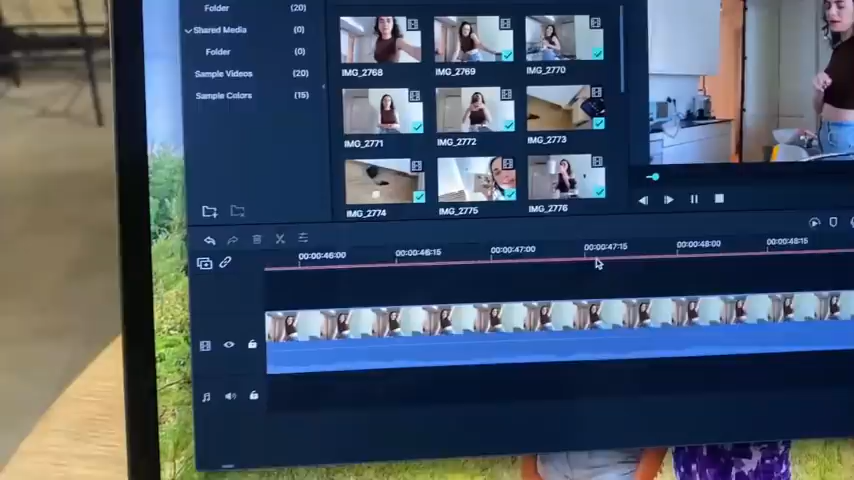 Folder (20)
Shared Media (0)
Folder (0)
Sample Videos (20)
Sample Colors (15)
IMG_2768 IMG_2769 IMG_2770
IMG_2771 IMG_2772 IMG_2773
IMG_2774 IMG_2775 IMG_2776
00:00:46:00 00:00:46:15 00:00:47:00 00:00:47:15 00:00:48:00 00:00:48:15